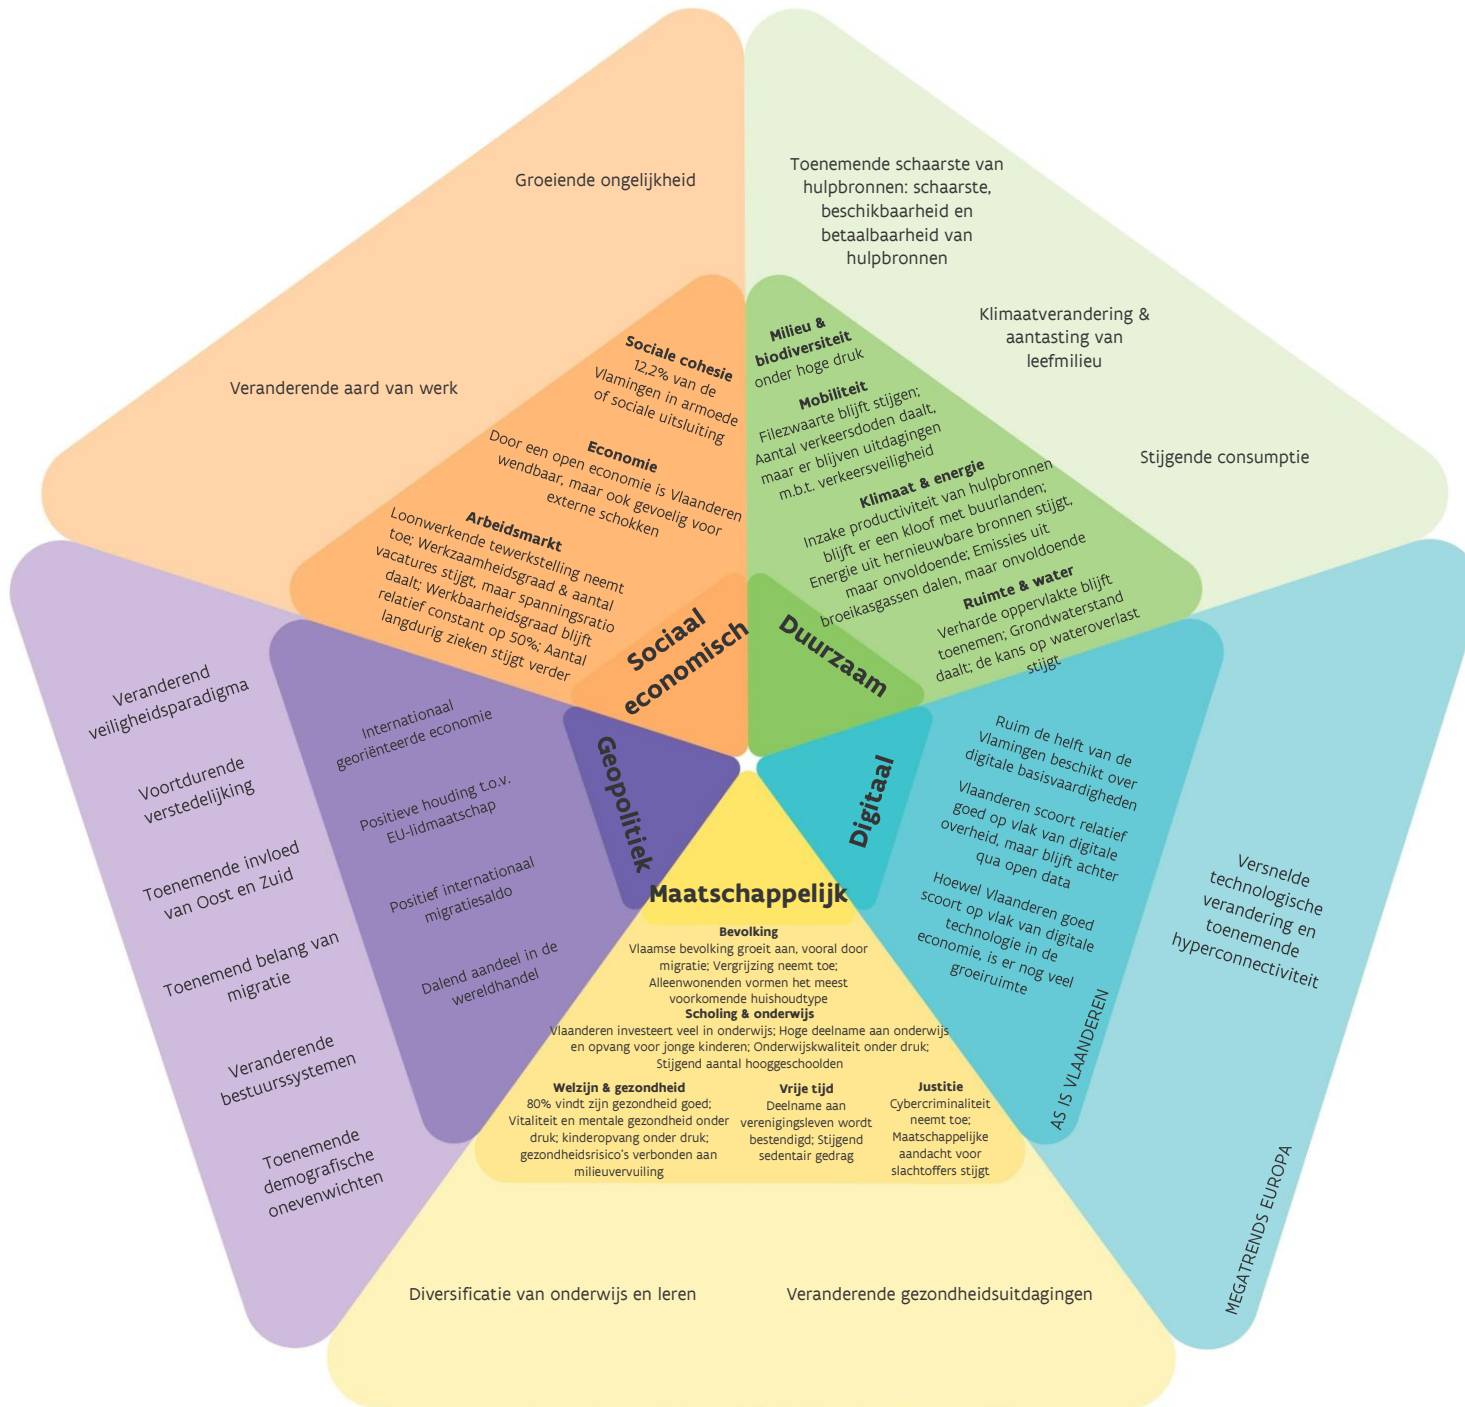 Groeiende ongelijkheid
Veranderende aard van werk
Sociale cohesie
12,2% van de
Vlamingen in armoede
of sociale uitsluiting
Economie
Door een open economie is Vlaanderen
wendbaar, maar ook gevoelig voor
externe schokken
Arbeidsmarkt
Loonwerkende tewerkstelling neemt
toe; Werkzaamheidsgraad & aantal
vacatures stijgt, maar spanningsratio
daalt; Werkbaarheidsgraad blijft
relatief constant op 50%; Aantal
langdurig zieken stijgt verder
Sociaal
economisch
Toenemende schaarste van
hulpbronnen: schaarste,
beschikbaarheid en
betaalbaarheid van
hulpbronnen
Klimaatverandering &
aantasting van
leefmilieu
Stijgende consumptie
Milieu &
biodiversiteit
onder hoge druk
Mobiliteit
Filezwaarte blijft stijgen;
Aantal verkeersdoden daalt,
maar er blijven uitdagingen
m.b.t. verkeersveiligheid
Klimaat & energie
Inzake productiviteit van hulpbronnen
blijft er een kloof met buurlanden;
Energie uit hernieuwbare bronnen stijgt,
maar onvoldoende; Emissies uit
broeikasgassen dalen, maar onvoldoende
Ruimte & water
Verharde oppervlakte blijft
toenemen; Grondwaterstand
daalt; de kans op wateroverlast
stijgt
Duurzaam
Veranderend
veiligheidsparadigma
Voortdurende
verstedelijking
Toenemende invloed
van Oost en Zuid
Toenemend belang van
migratie
Veranderende
bestuurssystemen
Toenemende
demografische
onevenwichten
Internationaal
georiënteerde economie
Positieve houding t.o.v.
EU-lidmaatschap
Positief internationaal
migratiesaldo
Dalend aandeel in de
wereldhandel
Geopolitiek
Digitaal
Ruim de helft van de
Vlamingen beschikt over
digitale basisvaardigheden
Vlaanderen scoort relatief
goed op vlak van digitale
overheid, maar blijft achter
qua open data
Hoewel Vlaanderen goed
scoort op vlak van digitale
technologie in de
economie, is er nog veel
groeiruimte
AS IS VLAANDEREN
Versnelde
technologische
verandering en
toenemende
hyperconnectiviteit
MEGATRENDS EUROPA
Maatschappelijk
Bevolking
Vlaamse bevolking groeit aan, vooral door
migratie; Vergrijzing neemt toe;
Alleenwonenden vormen het meest
voorkomende huishoudtype
Scholing & onderwijs
Vlaanderen investeert veel in onderwijs; Hoge deelname aan onderwijs
en opvang voor jonge kinderen; Onderwijskwaliteit onder druk;
Stijgend aantal hooggeschoolden
Welzijn & gezondheid
80% vindt zijn gezondheid goed;
Vitaliteit en mentale gezondheid onder
druk; kinderopvang onder druk;
gezondheidsrisico's verbonden aan
milieuvervuiling
Vrije tijd
Deelname aan
verenigingsleven wordt
bestendigd; Stijgend
sedentair gedrag
Justitie
Cybercriminaliteit
neemt toe;
Maatschappelijke
aandacht voor
slachtoffers stijgt
Diversificatie van onderwijs en leren
Veranderende gezondheidsuitdagingen